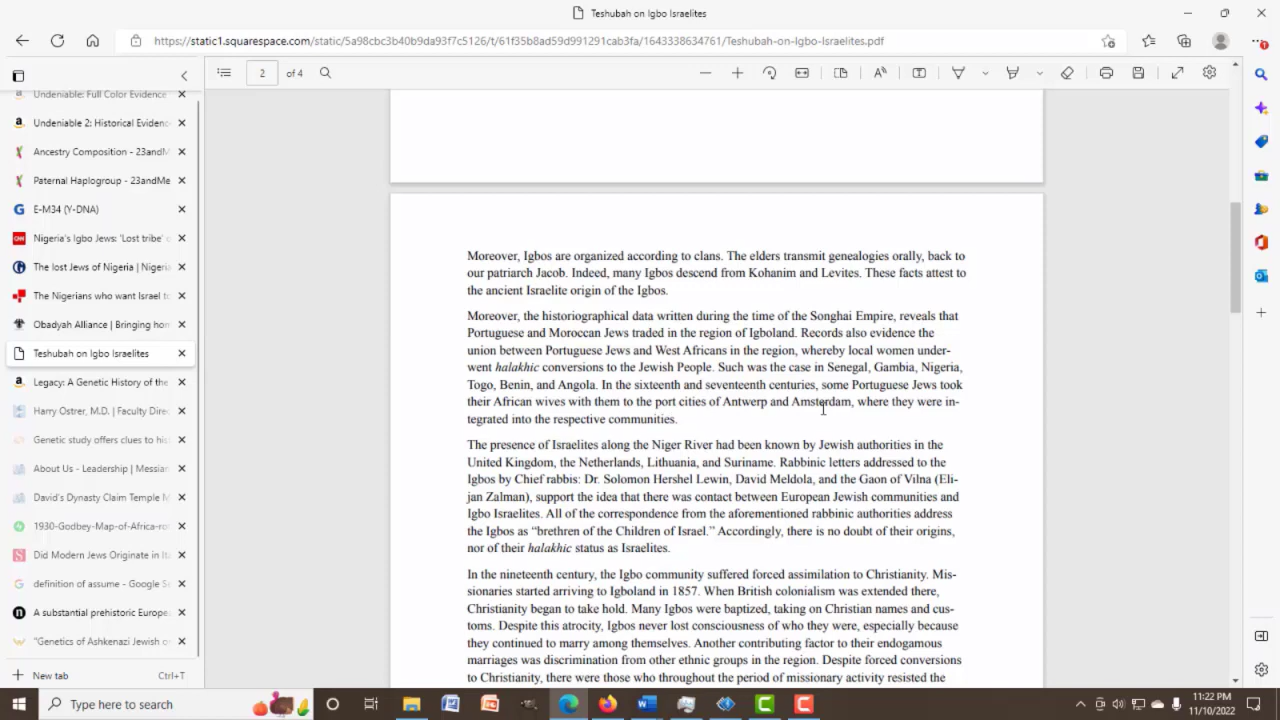 Teshubah on Igbo Israelites
https://static1.squarespace.com/static/5a98cbc3b40b9da93f7c5126/t/61f35b8ad59d991291cab3fa/1643338634761/Teshubah-on-Igbo-Israelites.pdf
2 of 4
Undeniable: Full Color Evidence
Undeniable 2: Historical Evidenc
Ancestry Composition - 23andM
Paternal Haplogroup - 23andMe
E-M34 (Y-DNA)
Nigeria's Igbo Jews: 'Lost tribe' o
The lost Jews of Nigeria | Nigeria
The Nigerians who want Israel to
Obadyah Alliance | Bringing hom
Teshubah on Igbo Israelites
Legacy: A Genetic History of the
Harry Ostrer, M.D. | Faculty Direc
Genetic study offers clues to his
About Us - Leadership | Messian
David's Dynasty Claim Temple M
1930-Godbey-Map-of-Africa-ro
Did Modern Jews Originate in Ita
definition of assume - Google S
A substantial prehistoric Europe
"Genetics of Ashkenazi Jewish o
New tab Ctrl+T
Moreover, Igbos are organized according to clans. The elders transmit genealogies orally, back to
our patriarch Jacob. Indeed, many Igbos descend from Kohanim and Levites. These facts attest to
the ancient Israelite origin of the Igbos.
Moreover, the historiographical data written during the time of the Songhai Empire, reveals that
Portuguese and Moroccan Jews traded in the region of Igboland. Records also evidence the
union between Portuguese Jews and West Africans in the region, whereby local women under-
went halakhic conversions to the Jewish People. Such was the case in Senegal, Gambia, Nigeria,
Togo, Benin, and Angola. In the sixteenth and seventeenth centuries, some Portuguese Jews took
their African wives with them to the port cities of Antwerp and Amsterdam, where they were in-
tegrated into the respective communities.
The presence of Israelites along the Niger River had been known by Jewish authorities in the
United Kingdom, the Netherlands, Lithuania, and Suriname. Rabbinic letters addressed to the
Igbos by Chief rabbis: Dr. Solomon Hershel Lewin, David Meldola, and the Gaon of Vilna (Eli-
jan Zalman), support the idea that there was contact between European Jewish communities and
Igbo Israelites. All of the correspondence from the aforementioned rabbinic authorities address
the Igbos as “brethren of the Children of Israel.” Accordingly, there is no doubt of their origins,
nor of their halakhic status as Israelites.
In the nineteenth century, the Igbo community suffered forced assimilation to Christianity. Mis-
sionaries started arriving to Igboland in 1857. When British colonialism was extended there,
Christianity began to take hold. Many Igbos were baptized, taking on Christian names and cus-
toms. Despite this atrocity, Igbos never lost consciousness of who they were, especially because
they continued to marry among themselves. Another contributing factor to their endogamous
marriages was discrimination from other ethnic groups in the region. Despite forced conversions
to Christianity, there were those who throughout the period of missionary activity resisted the
Type here to search
11:22 PM
11/10/2022